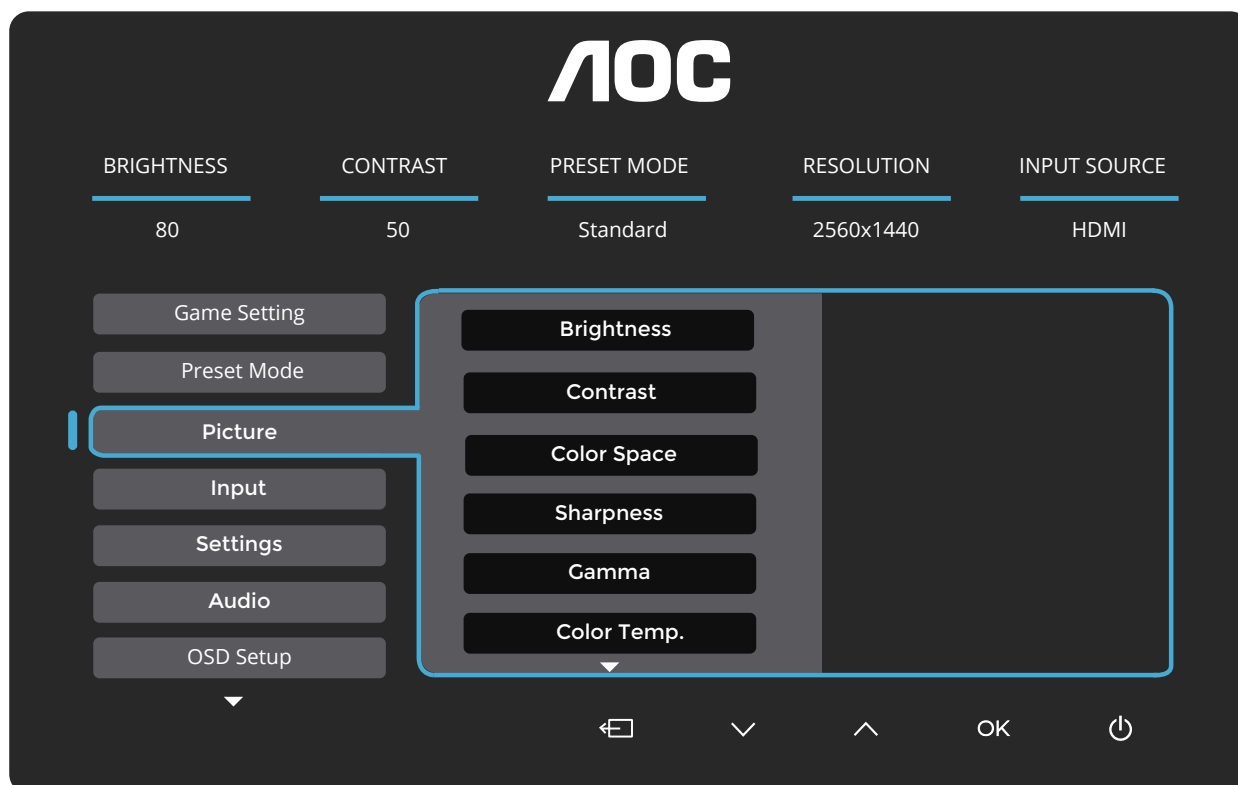 AOC
BRIGHTNESS CONTRAST PRESET MODE RESOLUTION INPUT SOURCE
80 50 Standard 2560x1440 HDMI
Game Setting
Preset Mode
Picture
Input
Settings
Audio
OSD Setup
Brightness
Contrast
Color Space
Sharpness
Gamma
Color Temp.
OK